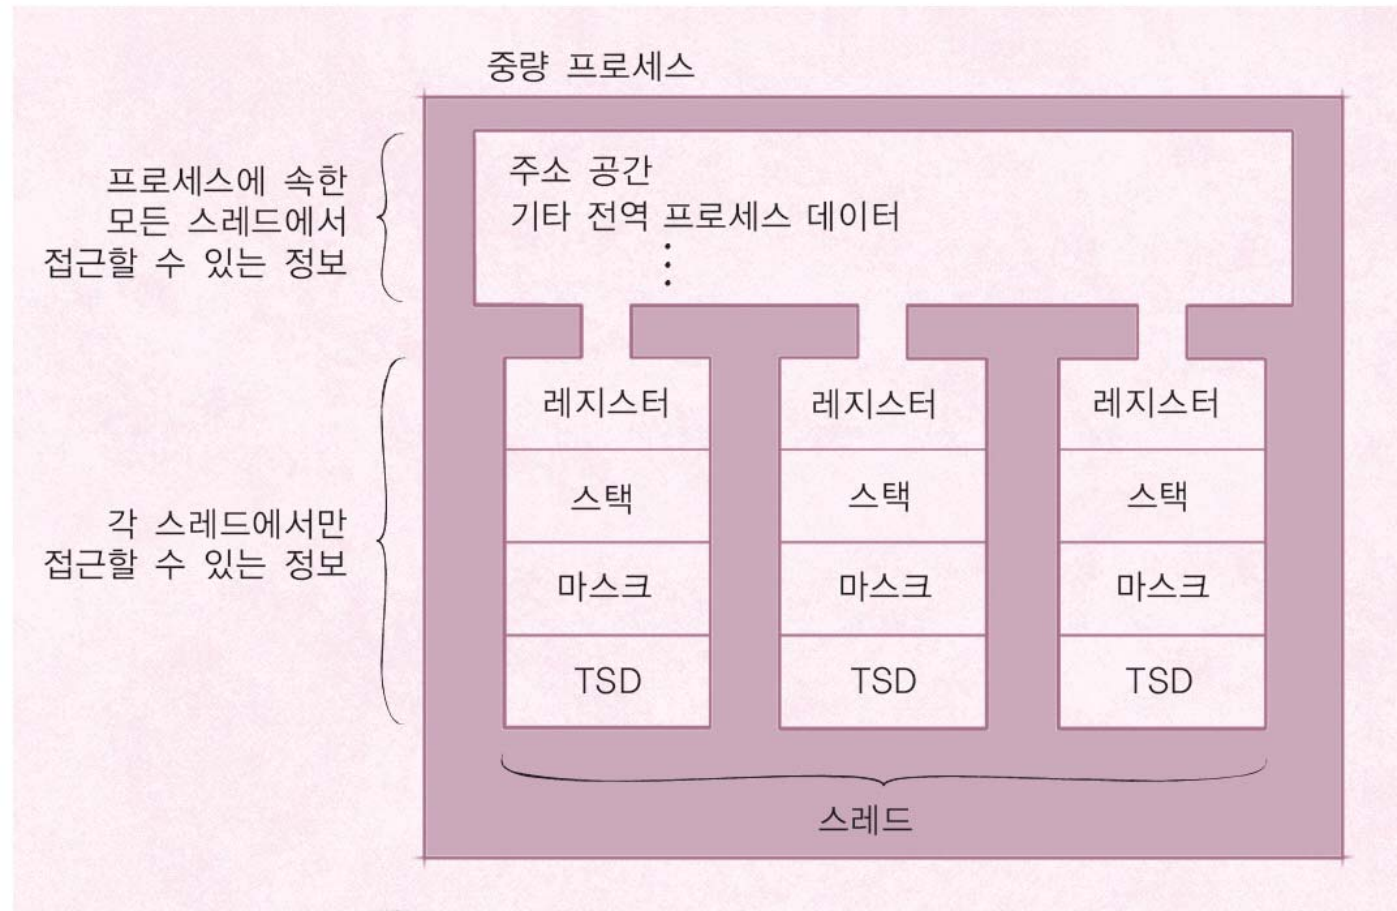 중량 프로세스
프로세스에 속한
모든 스레드에서
접근할 수 있는 정보
주소 공간
기타 전역 프로세스 데이터
각 스레드에서만
접근할 수 있는 정보
레지스터
스택
마스크
TSD
레지스터
스택
마스크
TSD
레지스터
스택
마스크
TSD
스레드